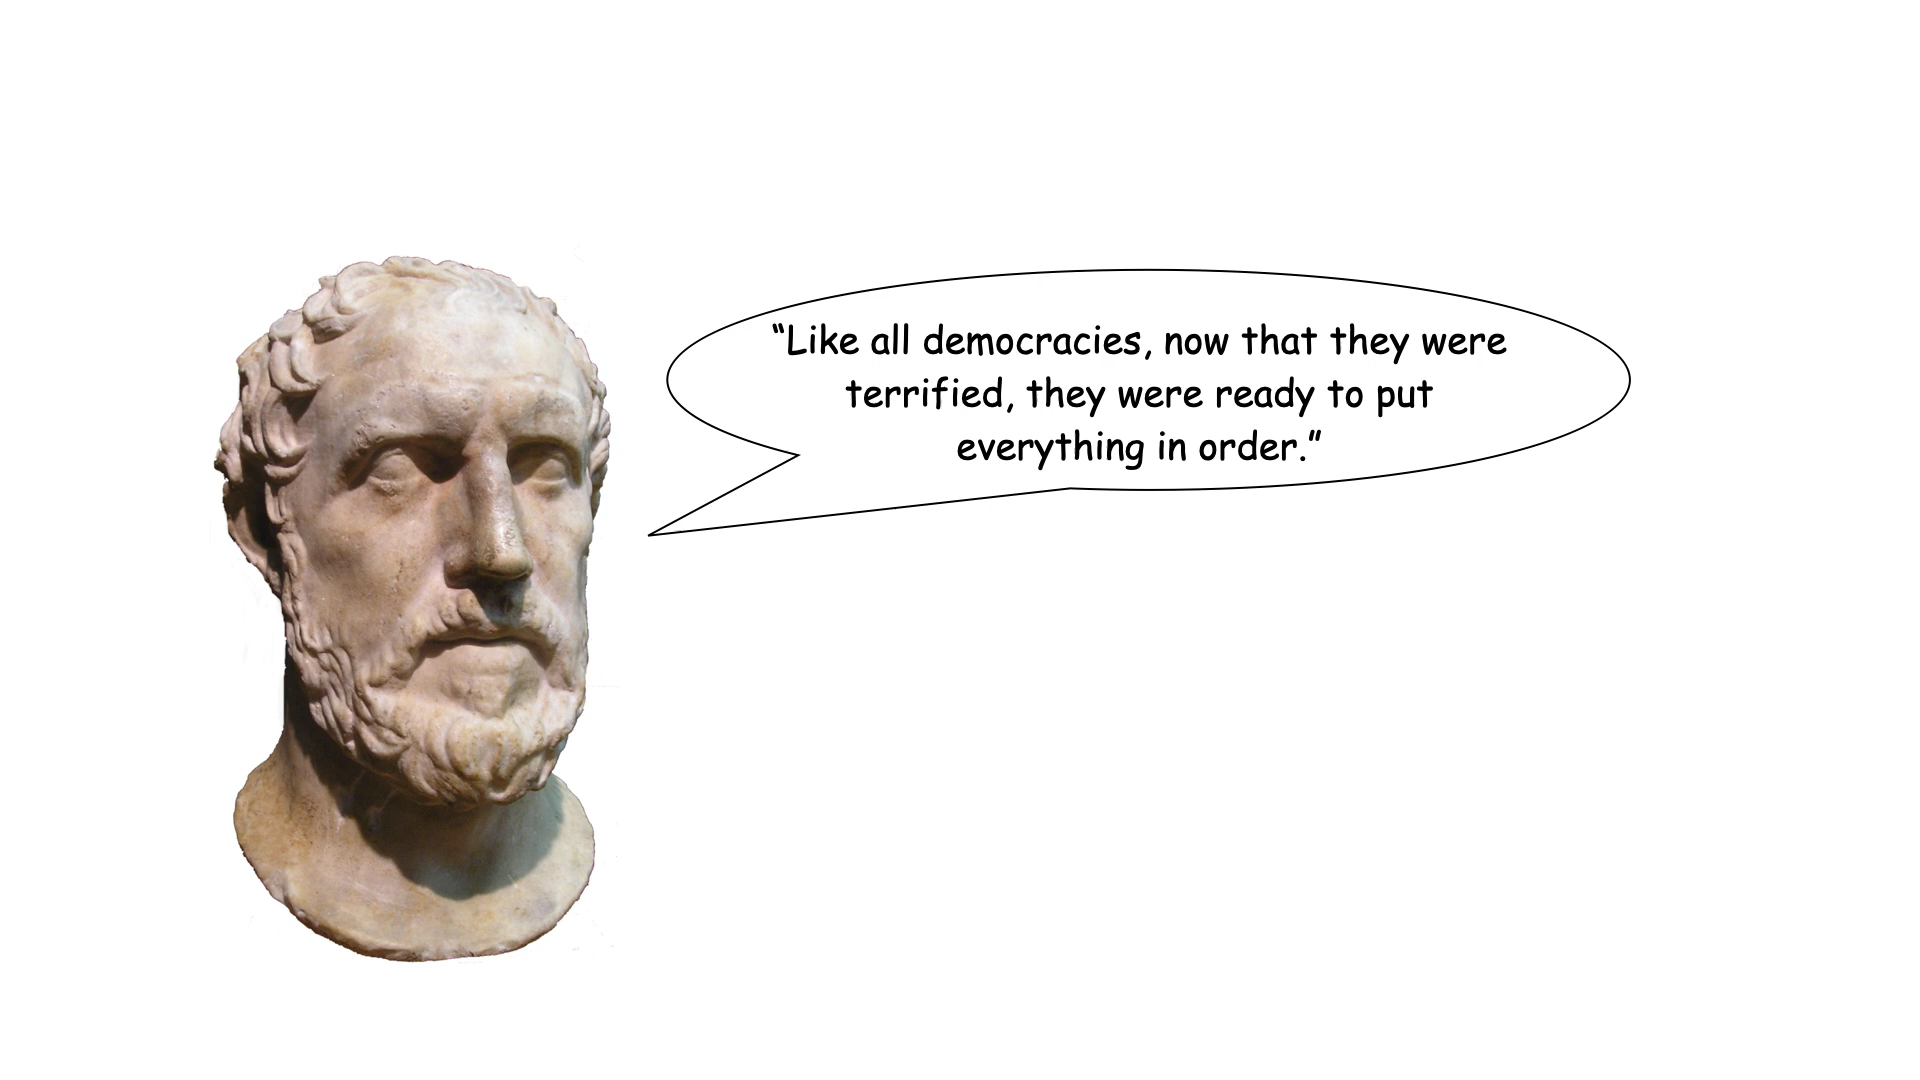 “Like all democracies, now that they were
terrified, they were ready to put
everything in order.”